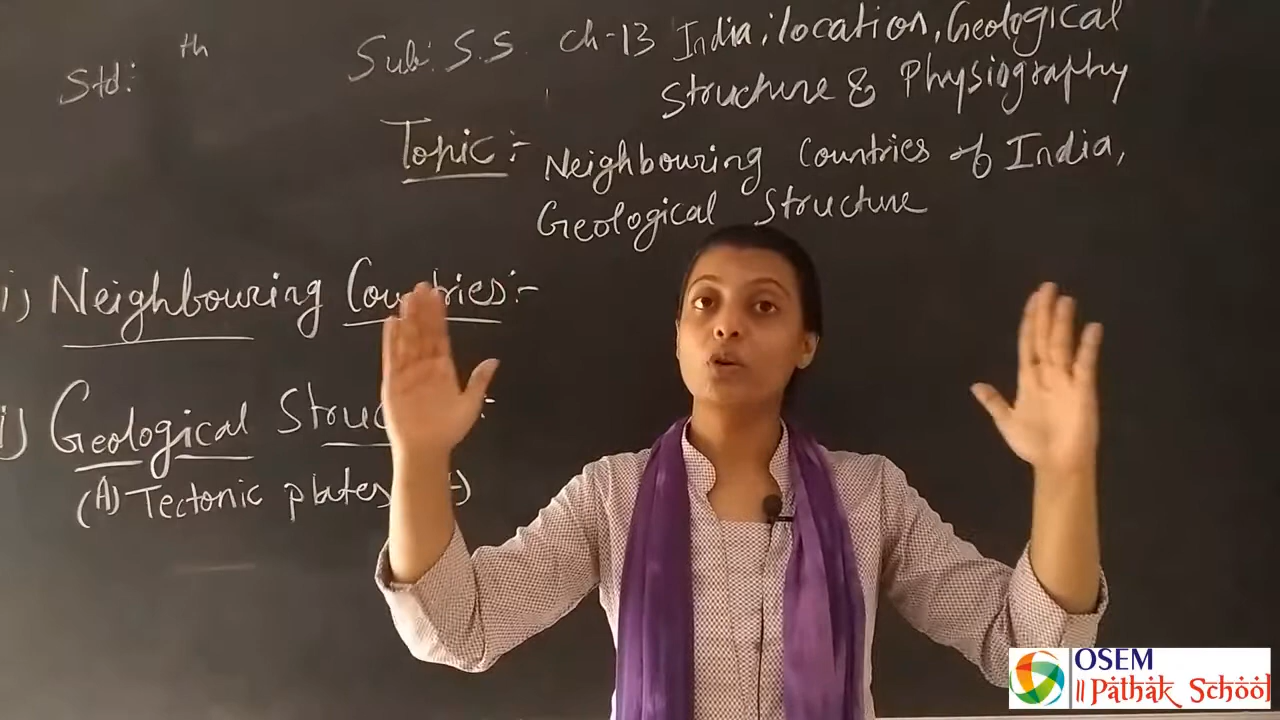 Std: th Sub: S.S. Ch-13 India, location, Geological
Structure & Physiography
Topic:- Neighbouring Countries of India,
Geological Structure
i) Neighbouring Countries:-
Geological
(A) Tectonic plates
OSEM
॥ Pathak School